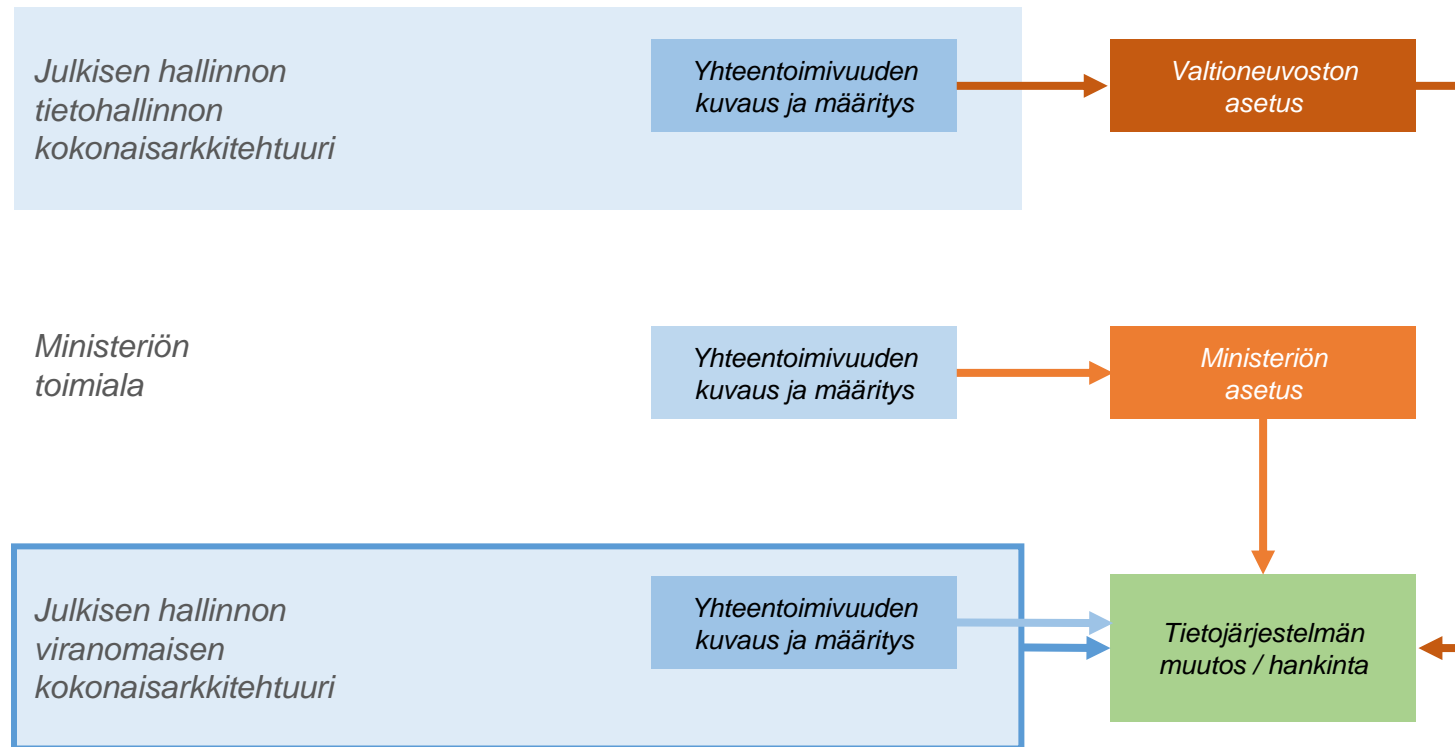 Julkisen hallinnon
tietohallinnon
kokonaisarkkitehtuuri
Yhteentoimivuuden
kuvaus ja määritys
Valtioneuvoston
asetus
Ministeriön
toimiala
Yhteentoimivuuden
kuvaus ja määritys
Ministeriön
asetus
Julkisen hallinnon
viranomaisen
kokonaisarkkitehtuuri
Yhteentoimivuuden
kuvaus ja määritys
Tietojärjestelmän
muutos / hankinta